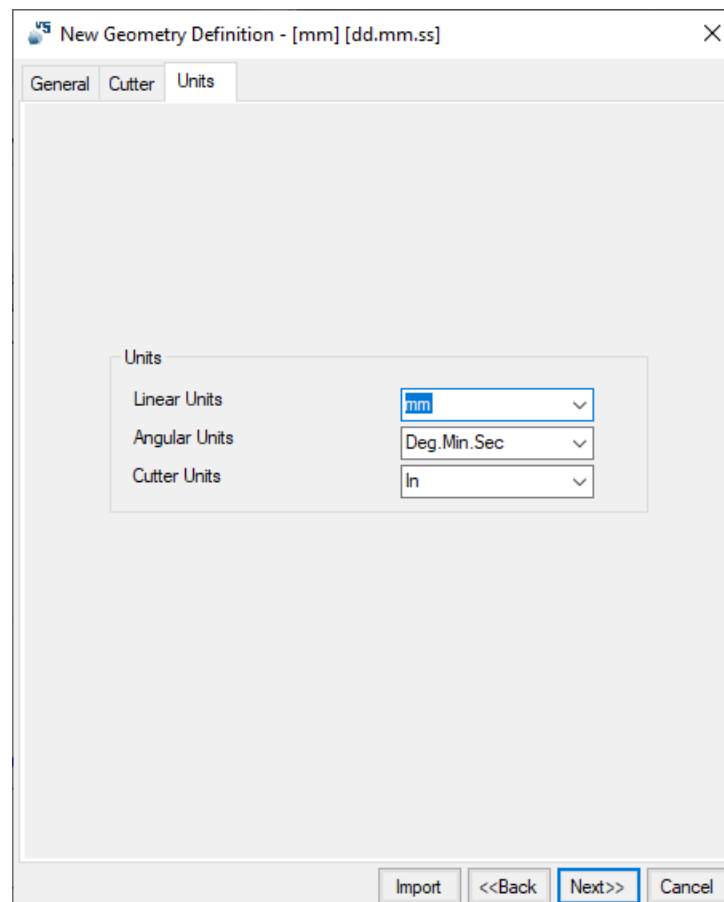 New Geometry Definition - [mm] [dd.mm.ss]
General Cutter Units
Units
Linear Units mm
Angular Units Deg.Min.Sec
Cutter Units In
Import <<Back Next>> Cancel